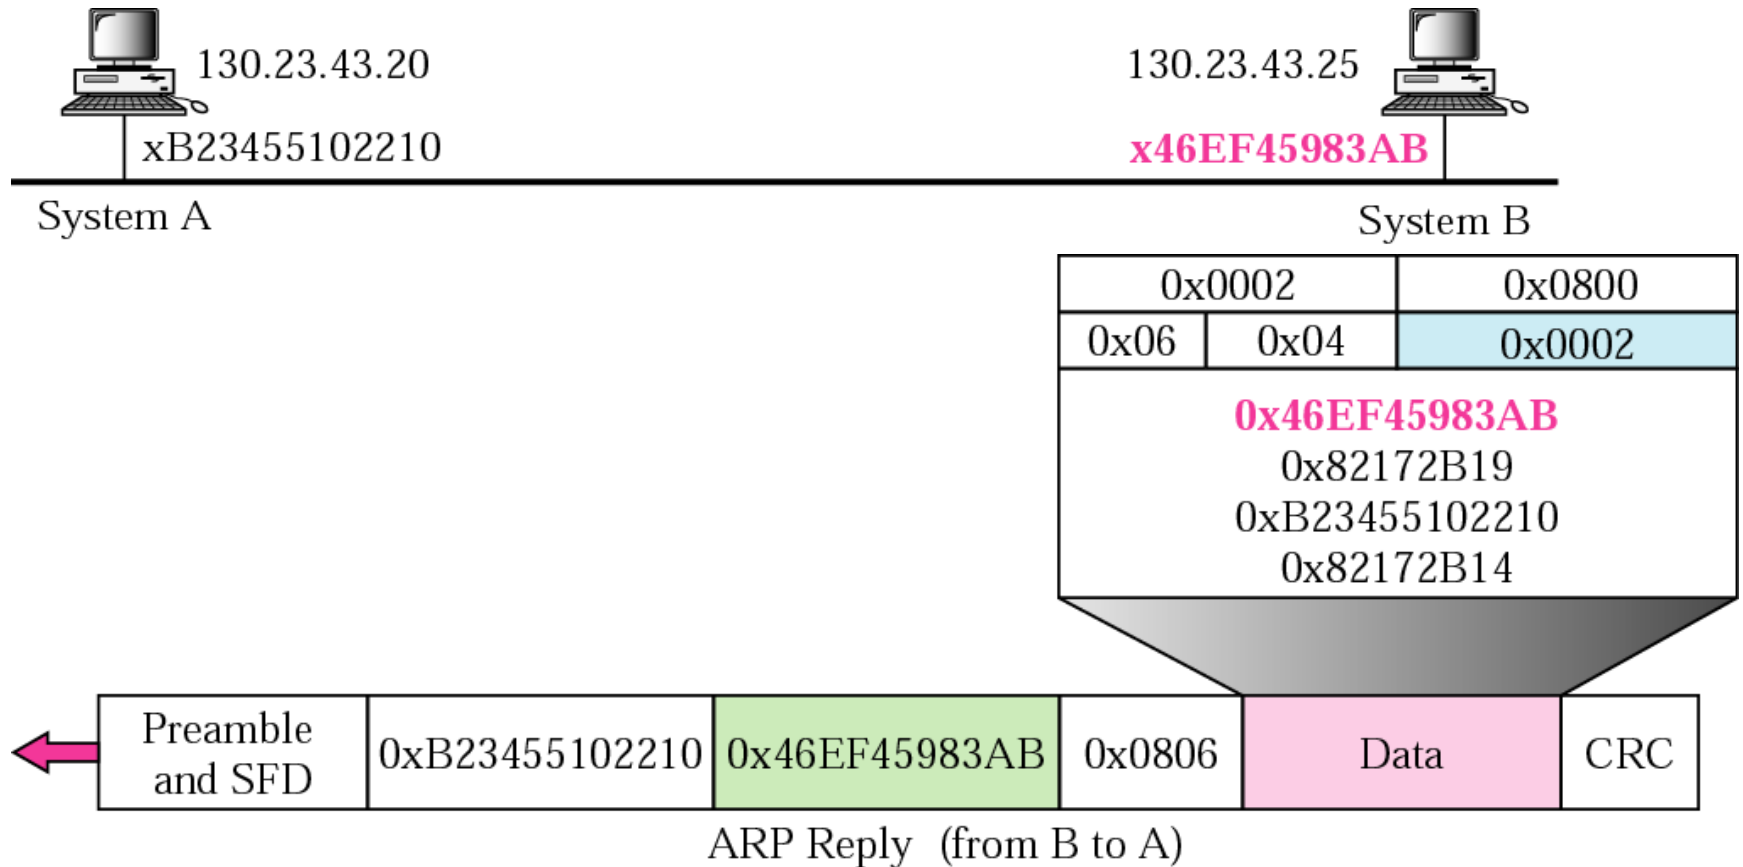 130.23.43.20
130.23.43.25
xB23455102210
x46EF45983AB
System A
System B
0x0002
0x0800
0x06
0x04
0x0002
0x46EF45983AB
0x82172B19
0xB23455102210
0x82172B14
Preamble
and SFD
0xB23455102210
0x46EF45983AB
0x0806
Data
CRC
ARP Reply (from B to A)